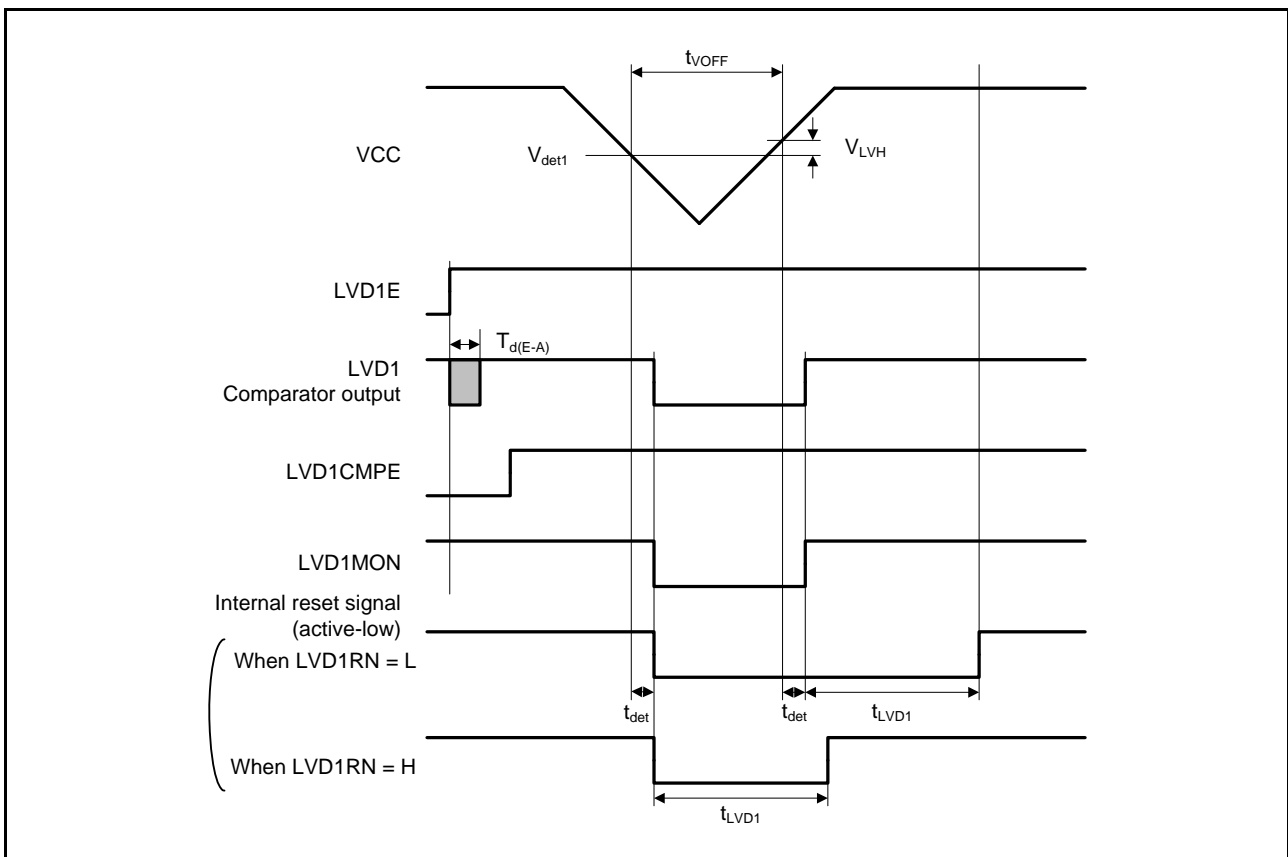 tVOFF
VCC
Vdet1
VLVH
LVD1E
Td(E-A)
LVD1
Comparator output
LVD1CMPE
LVD1MON
Internal reset signal
(active-low)
When LVD1RN = L
tdet
tdet
tLVD1
When LVD1RN = H
tLVD1